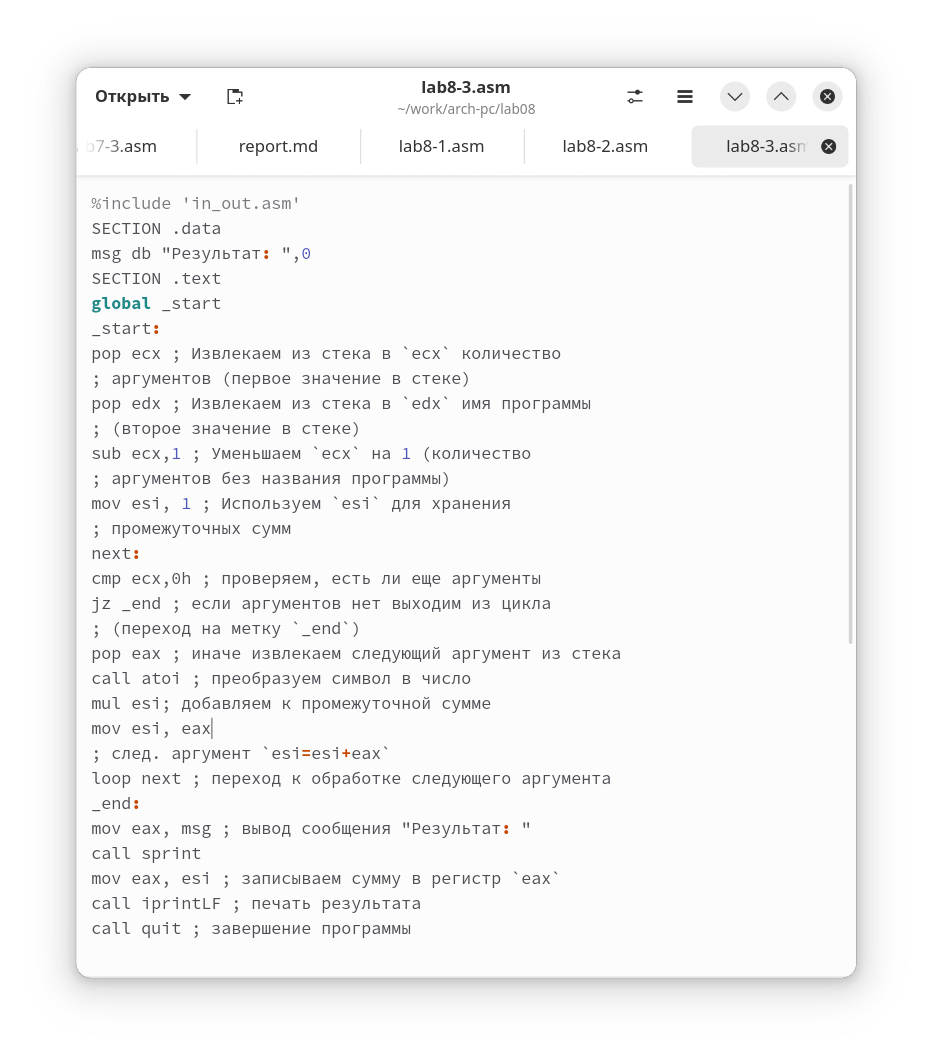 Открыть
lab8-3.asm
~/work/arch-pc/lab08
b7-3.asm
report.md
lab8-1.asm
lab8-2.asm
lab8-3.asm
%include 'in_out.asm'
SECTION .data
msg db "Результат: ",0
SECTION .text
global _start
_start:
pop ecx ; Извлекаем из стека в `ecx` количество
; аргументов (первое значение в стеке)
pop edx ; Извлекаем из стека в `edx` имя программы
; (второе значение в стеке)
sub ecx,1 ; Уменьшаем `ecx` на 1 (количество
; аргументов без названия программы)
mov esi, 1 ; Используем `esi` для хранения
; промежуточных сумм
next:
cmp ecx,0h ; проверяем, есть ли еще аргументы
jz _end ; если аргументов нет выходим из цикла
; (переход на метку `_end`)
pop eax ; иначе извлекаем следующий аргумент из стека
call atoi ; преобразуем символ в число
mul esi; добавляем к промежуточной сумме
mov esi, eax
; след. аргумент `esi=esi+eax`
loop next ; переход к обработке следующего аргумента
_end:
mov eax, msg ; вывод сообщения "Результат: "
call sprint
mov eax, esi ; записываем сумму в регистр `eax`
call iprintLF ; печать результата
call quit ; завершение программы